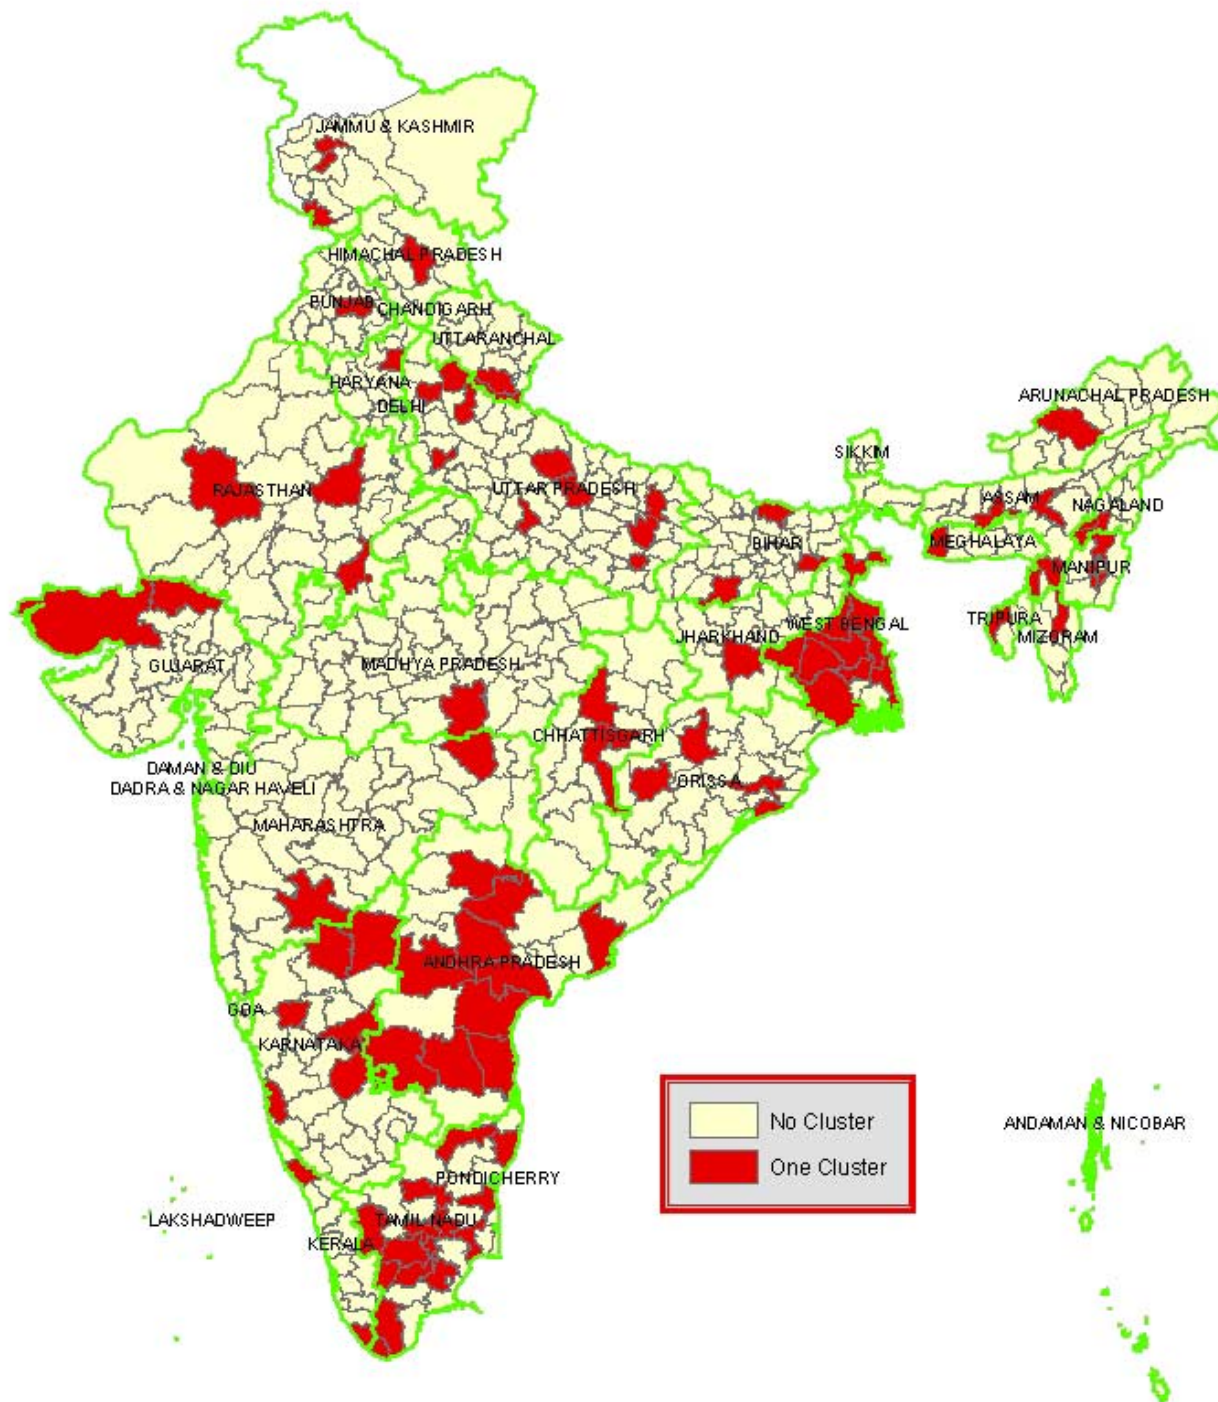 JAMMU & KASHMIR
HIMACHAL PRADESH
PUNJAB
CHANDIGARH
UTTARANCHAL
HARYANA
DELHI
ARUNACHAL PRADESH
SIKKIM
RAJASTHAN
UTTAR PRADESH
ASSAM
NAGALAND
BIHAR
MEGHALAYA
MANIPUR
TRIPURA
MIZORAM
WEST BENGAL
JHARKHAND
GUJARAT
MADHYA PRADESH
CHHATTISGARH
DAMAN & DIU
DADRA & NAGAR HAVELI
ORISSA
MAHARASHTRA
ANDHRA PRADESH
GOA
KARNATAKA
No Cluster
One Cluster
ANDAMAN & NICOBAR
PONDICHERRY
LAKSHADWEEP
TAMIL NADU
KERALA